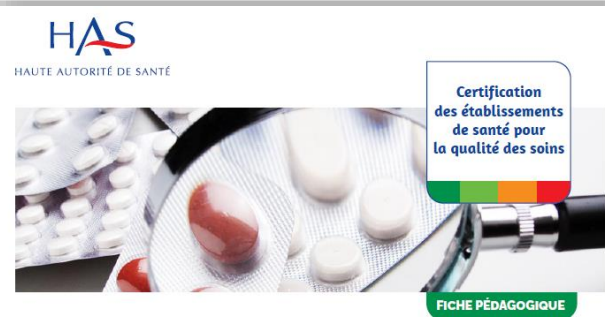 HAS
HAUTE AUTORITÉ DE SANTÉ
Certification
des établissements
de santé pour
la qualité des soins
FICHE PÉDAGOGIQUE